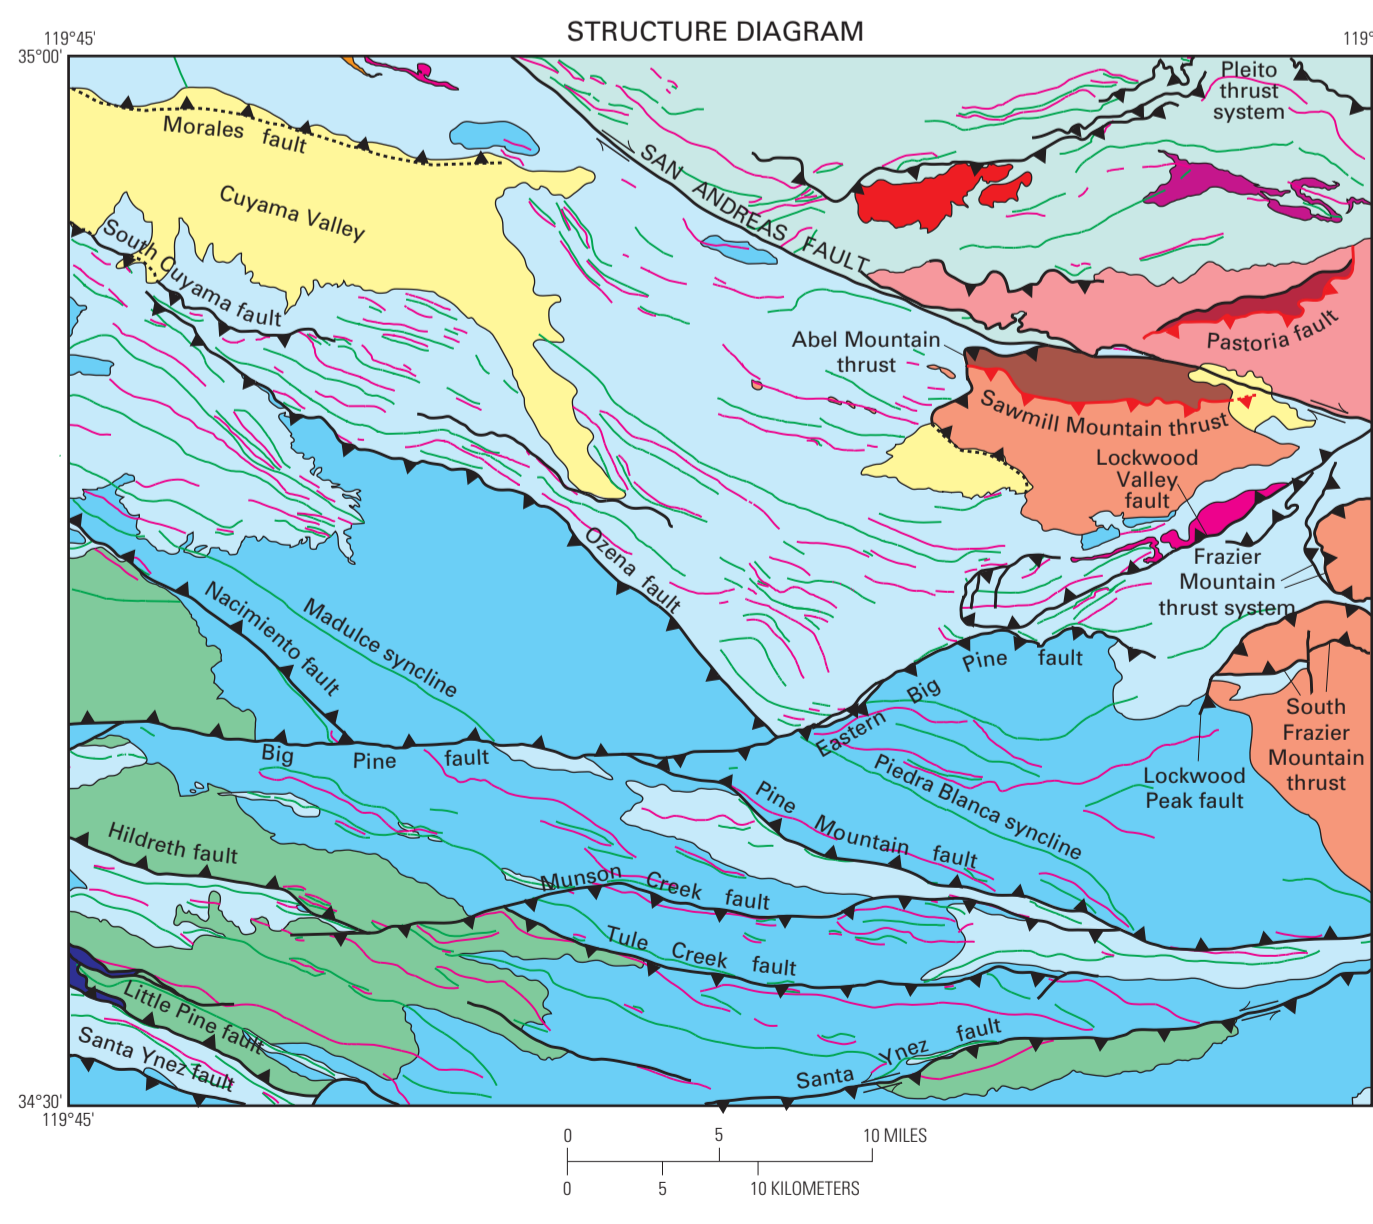 STRUCTURE DIAGRAM
119°45'
119°
35°00'
Pleito
thrust
system
Morales fault
SAN ANDREAS FAULT
Cuyama Valley
South Cuyama fault
Pastoria fault
Abel Mountain
thrust
Sawmill Mountain thrust
Lockwood
Valley
fault
Ozena fault
Frazier
Mountain
thrust system
Nacimiento fault
Madulce syncline
Big Pine fault
Eastern Big Pine fault
South
Frazier
Mountain
thrust
Lockwood
Peak fault
Piedra Blanca syncline
Pine Mountain fault
Hildreth fault
Munson Creek fault
Tule Creek fault
Little Pine fault
Santa Ynez fault
Santa Ynez fault
34°30'
119°45'
0 5 10 MILES
0 5 10 KILOMETERS